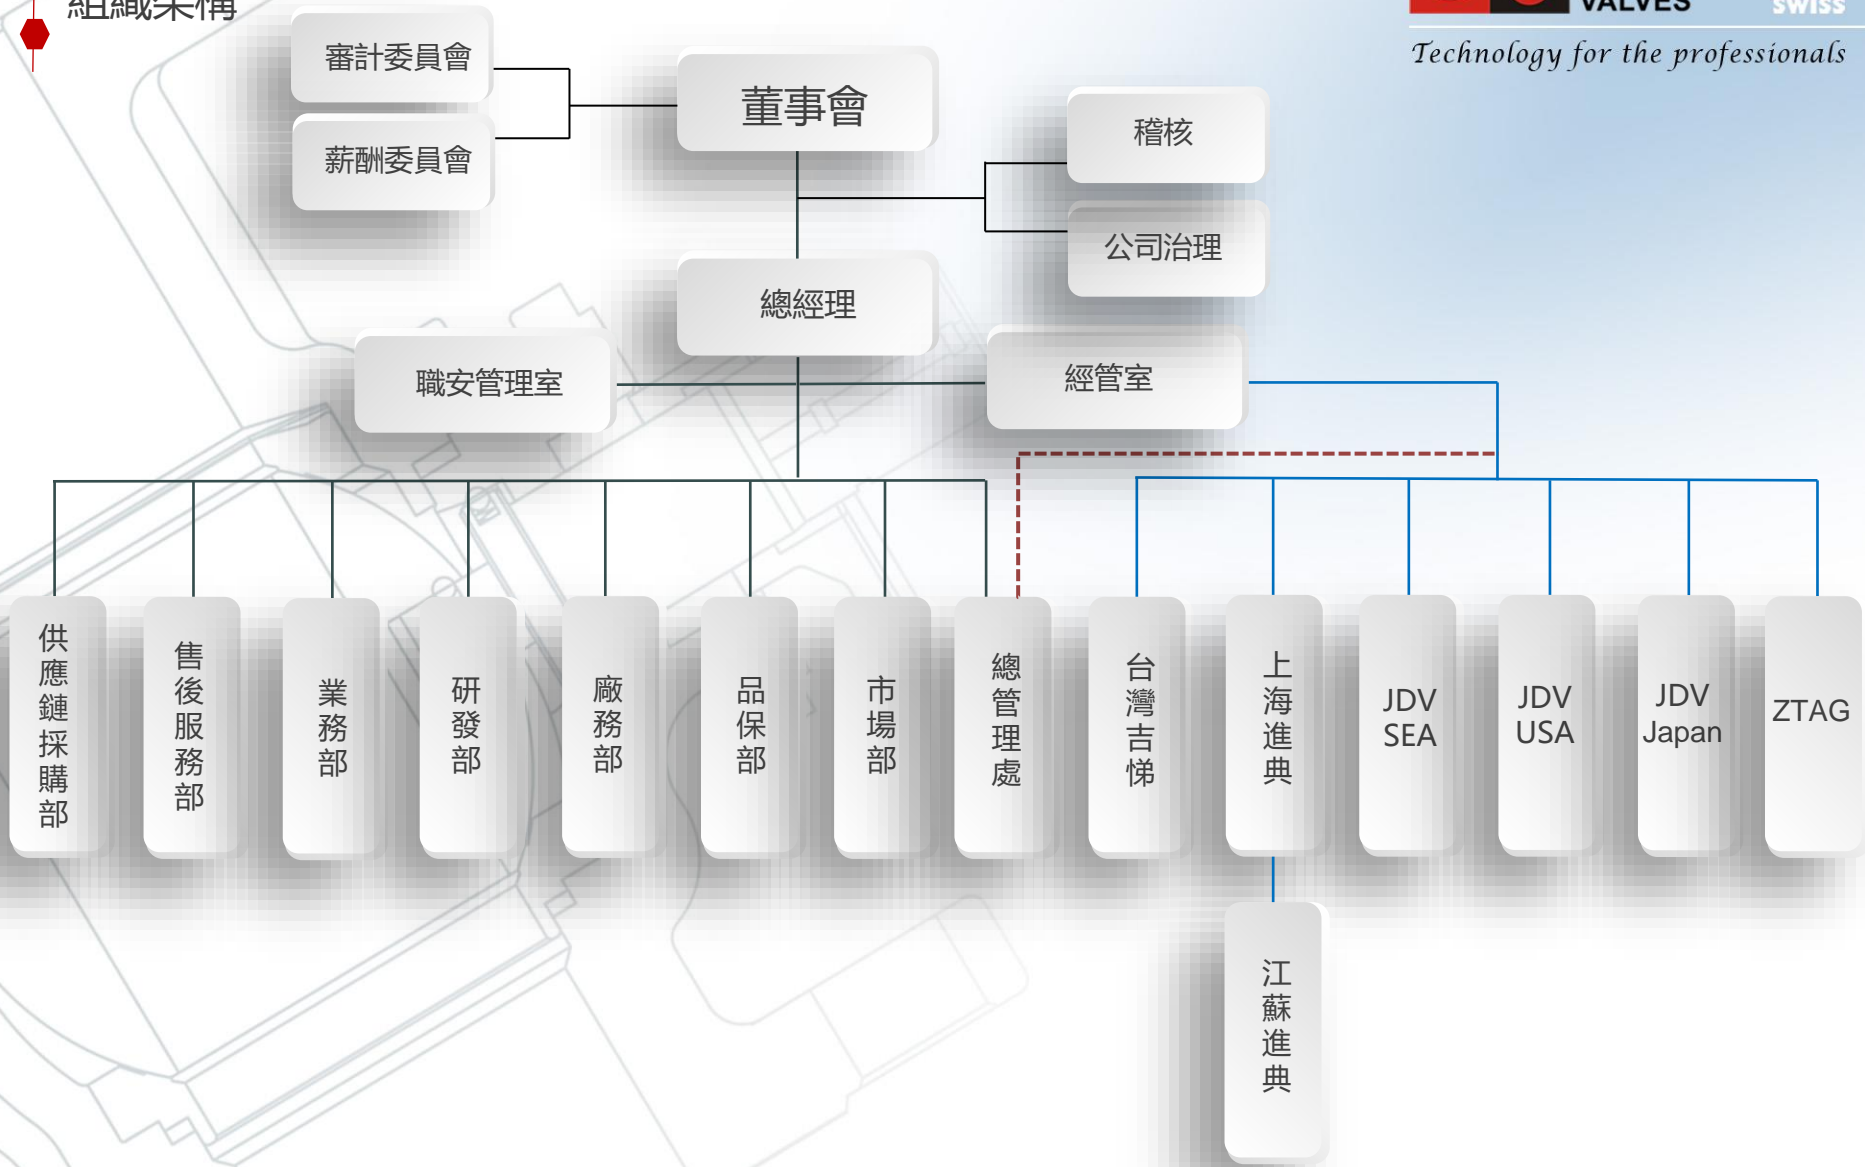 組織架構
VALVES
swiss
Technology for the professionals
審計委員會
薪酬委員會
董事會
稽核
公司治理
總經理
職安管理室
經管室
供應鏈採購部
售後服務部
業務部
研發部
廠務部
品保部
市場部
總管理處
台灣吉悌
上海進典
JDV
SEA
JDV
USA
JDV
Japan
ZTAG
江蘇進典